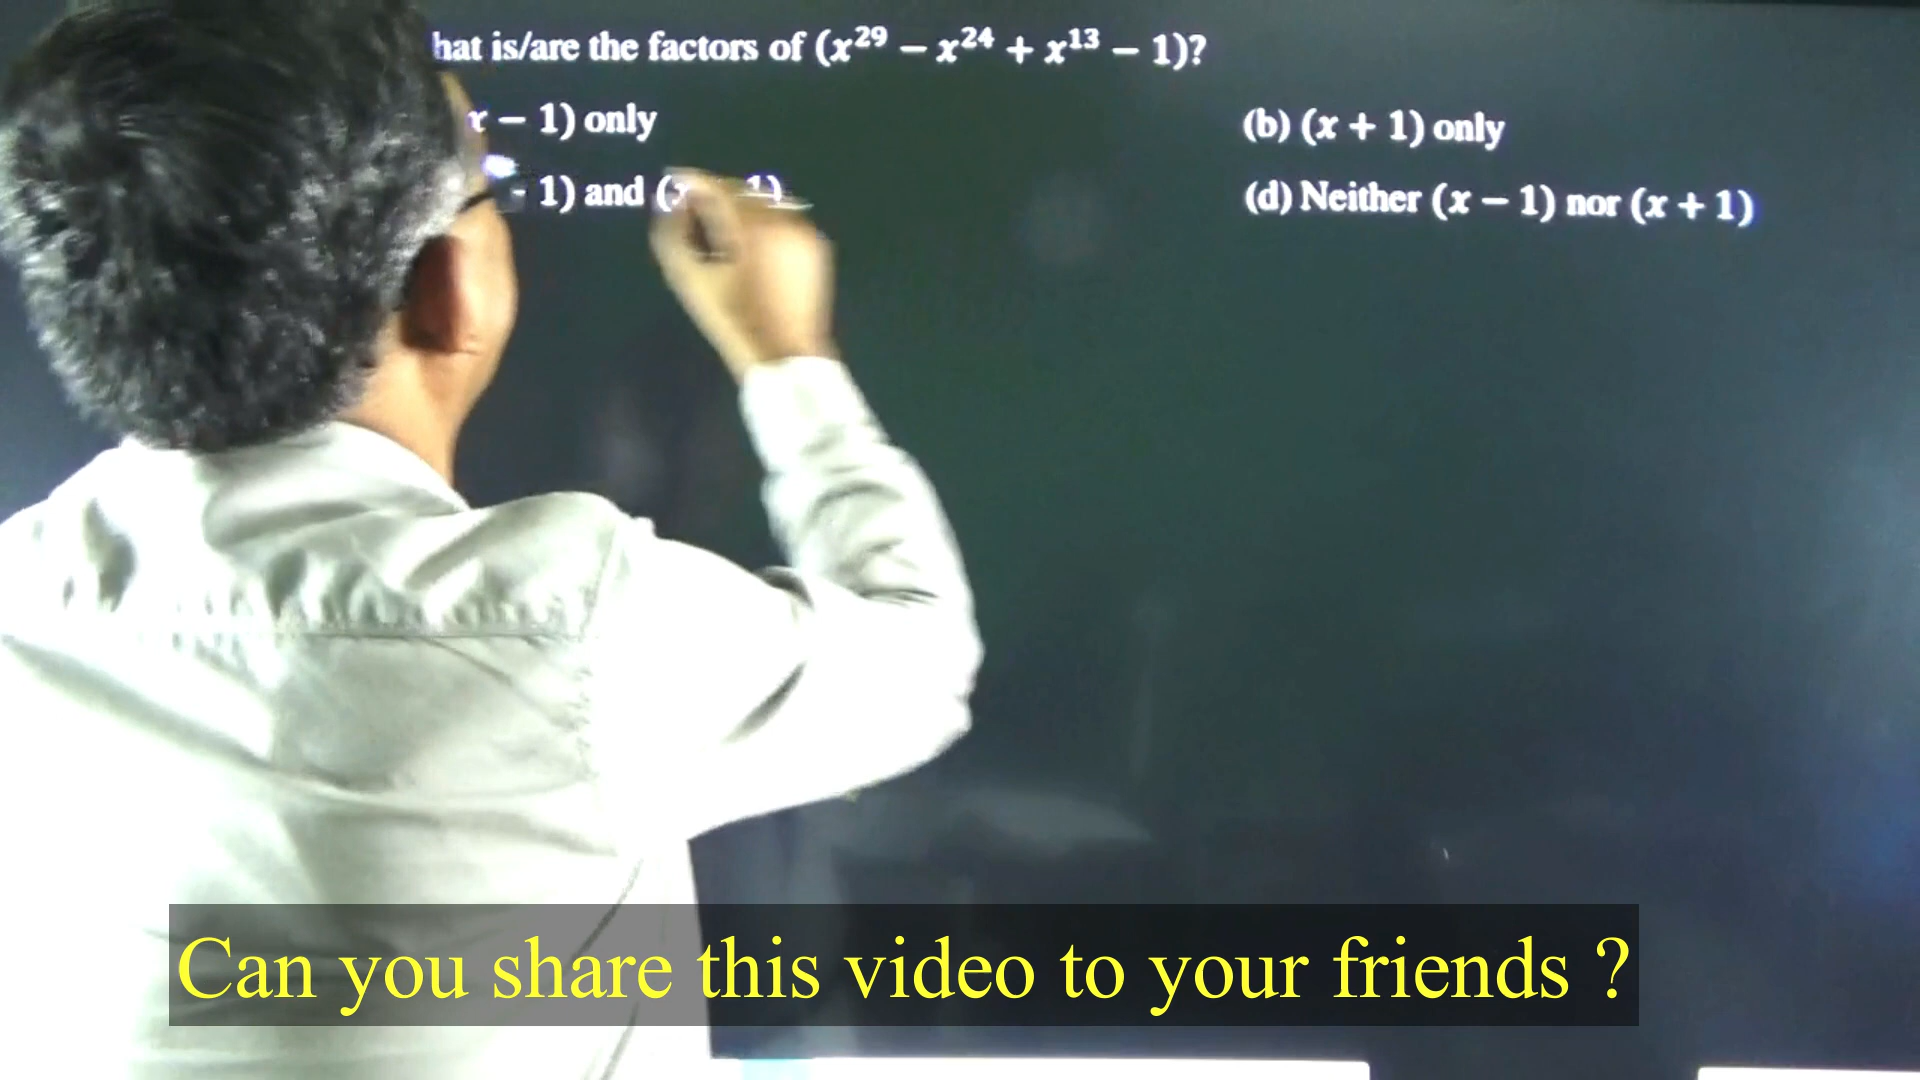 hat is/are the factors of (x²⁹ − x²⁴ + x¹³ − 1)?
x − 1) only
(b) (x + 1) only
- 1) and (x 1)
(d) Neither (x − 1) nor (x + 1)
Can you share this video to your friends ?